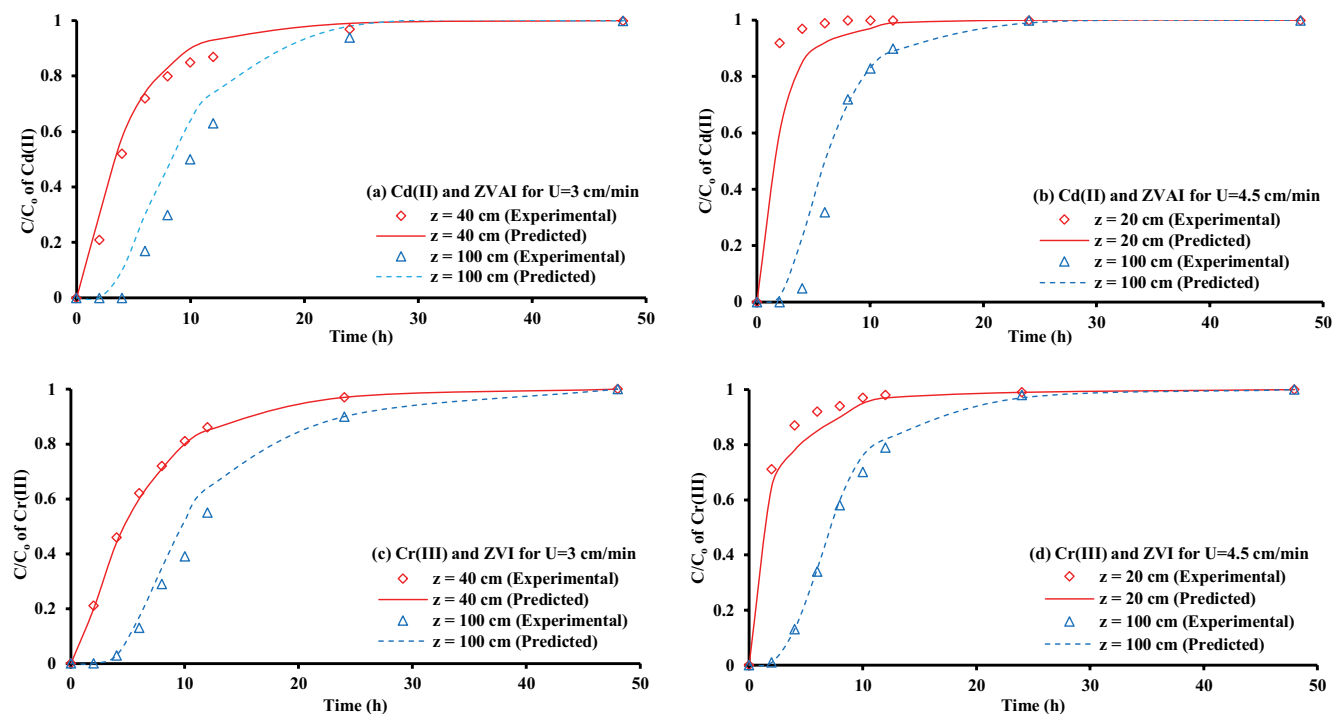 1
0.8
0.6
0.4
0.2
0
C/Co of Cd(II)
(a) Cd(II) and ZVAI for U=3 cm/min
z = 40 cm (Experimental)
z = 40 cm (Predicted)
z = 100 cm (Experimental)
z = 100 cm (Predicted)
0 10 20 30 40 50
Time (h)
1
0.8
0.6
0.4
0.2
0
C/Co of Cd(II)
(b) Cd(II) and ZVAI for U=4.5 cm/min
z = 20 cm (Experimental)
z = 20 cm (Predicted)
z = 100 cm (Experimental)
z = 100 cm (Predicted)
0 10 20 30 40 50
Time (h)
1
0.8
0.6
0.4
0.2
0
C/Co of Cr(III)
(c) Cr(III) and ZVI for U=3 cm/min
z = 40 cm (Experimental)
z = 40 cm (Predicted)
z = 100 cm (Experimental)
z = 100 cm (Predicted)
0 10 20 30 40 50
Time (h)
1
0.8
0.6
0.4
0.2
0
C/Co of Cr(III)
(d) Cr(III) and ZVI for U=4.5 cm/min
z = 20 cm (Experimental)
z = 20 cm (Predicted)
z = 100 cm (Experimental)
z = 100 cm (Predicted)
0 10 20 30 40 50
Time (h)